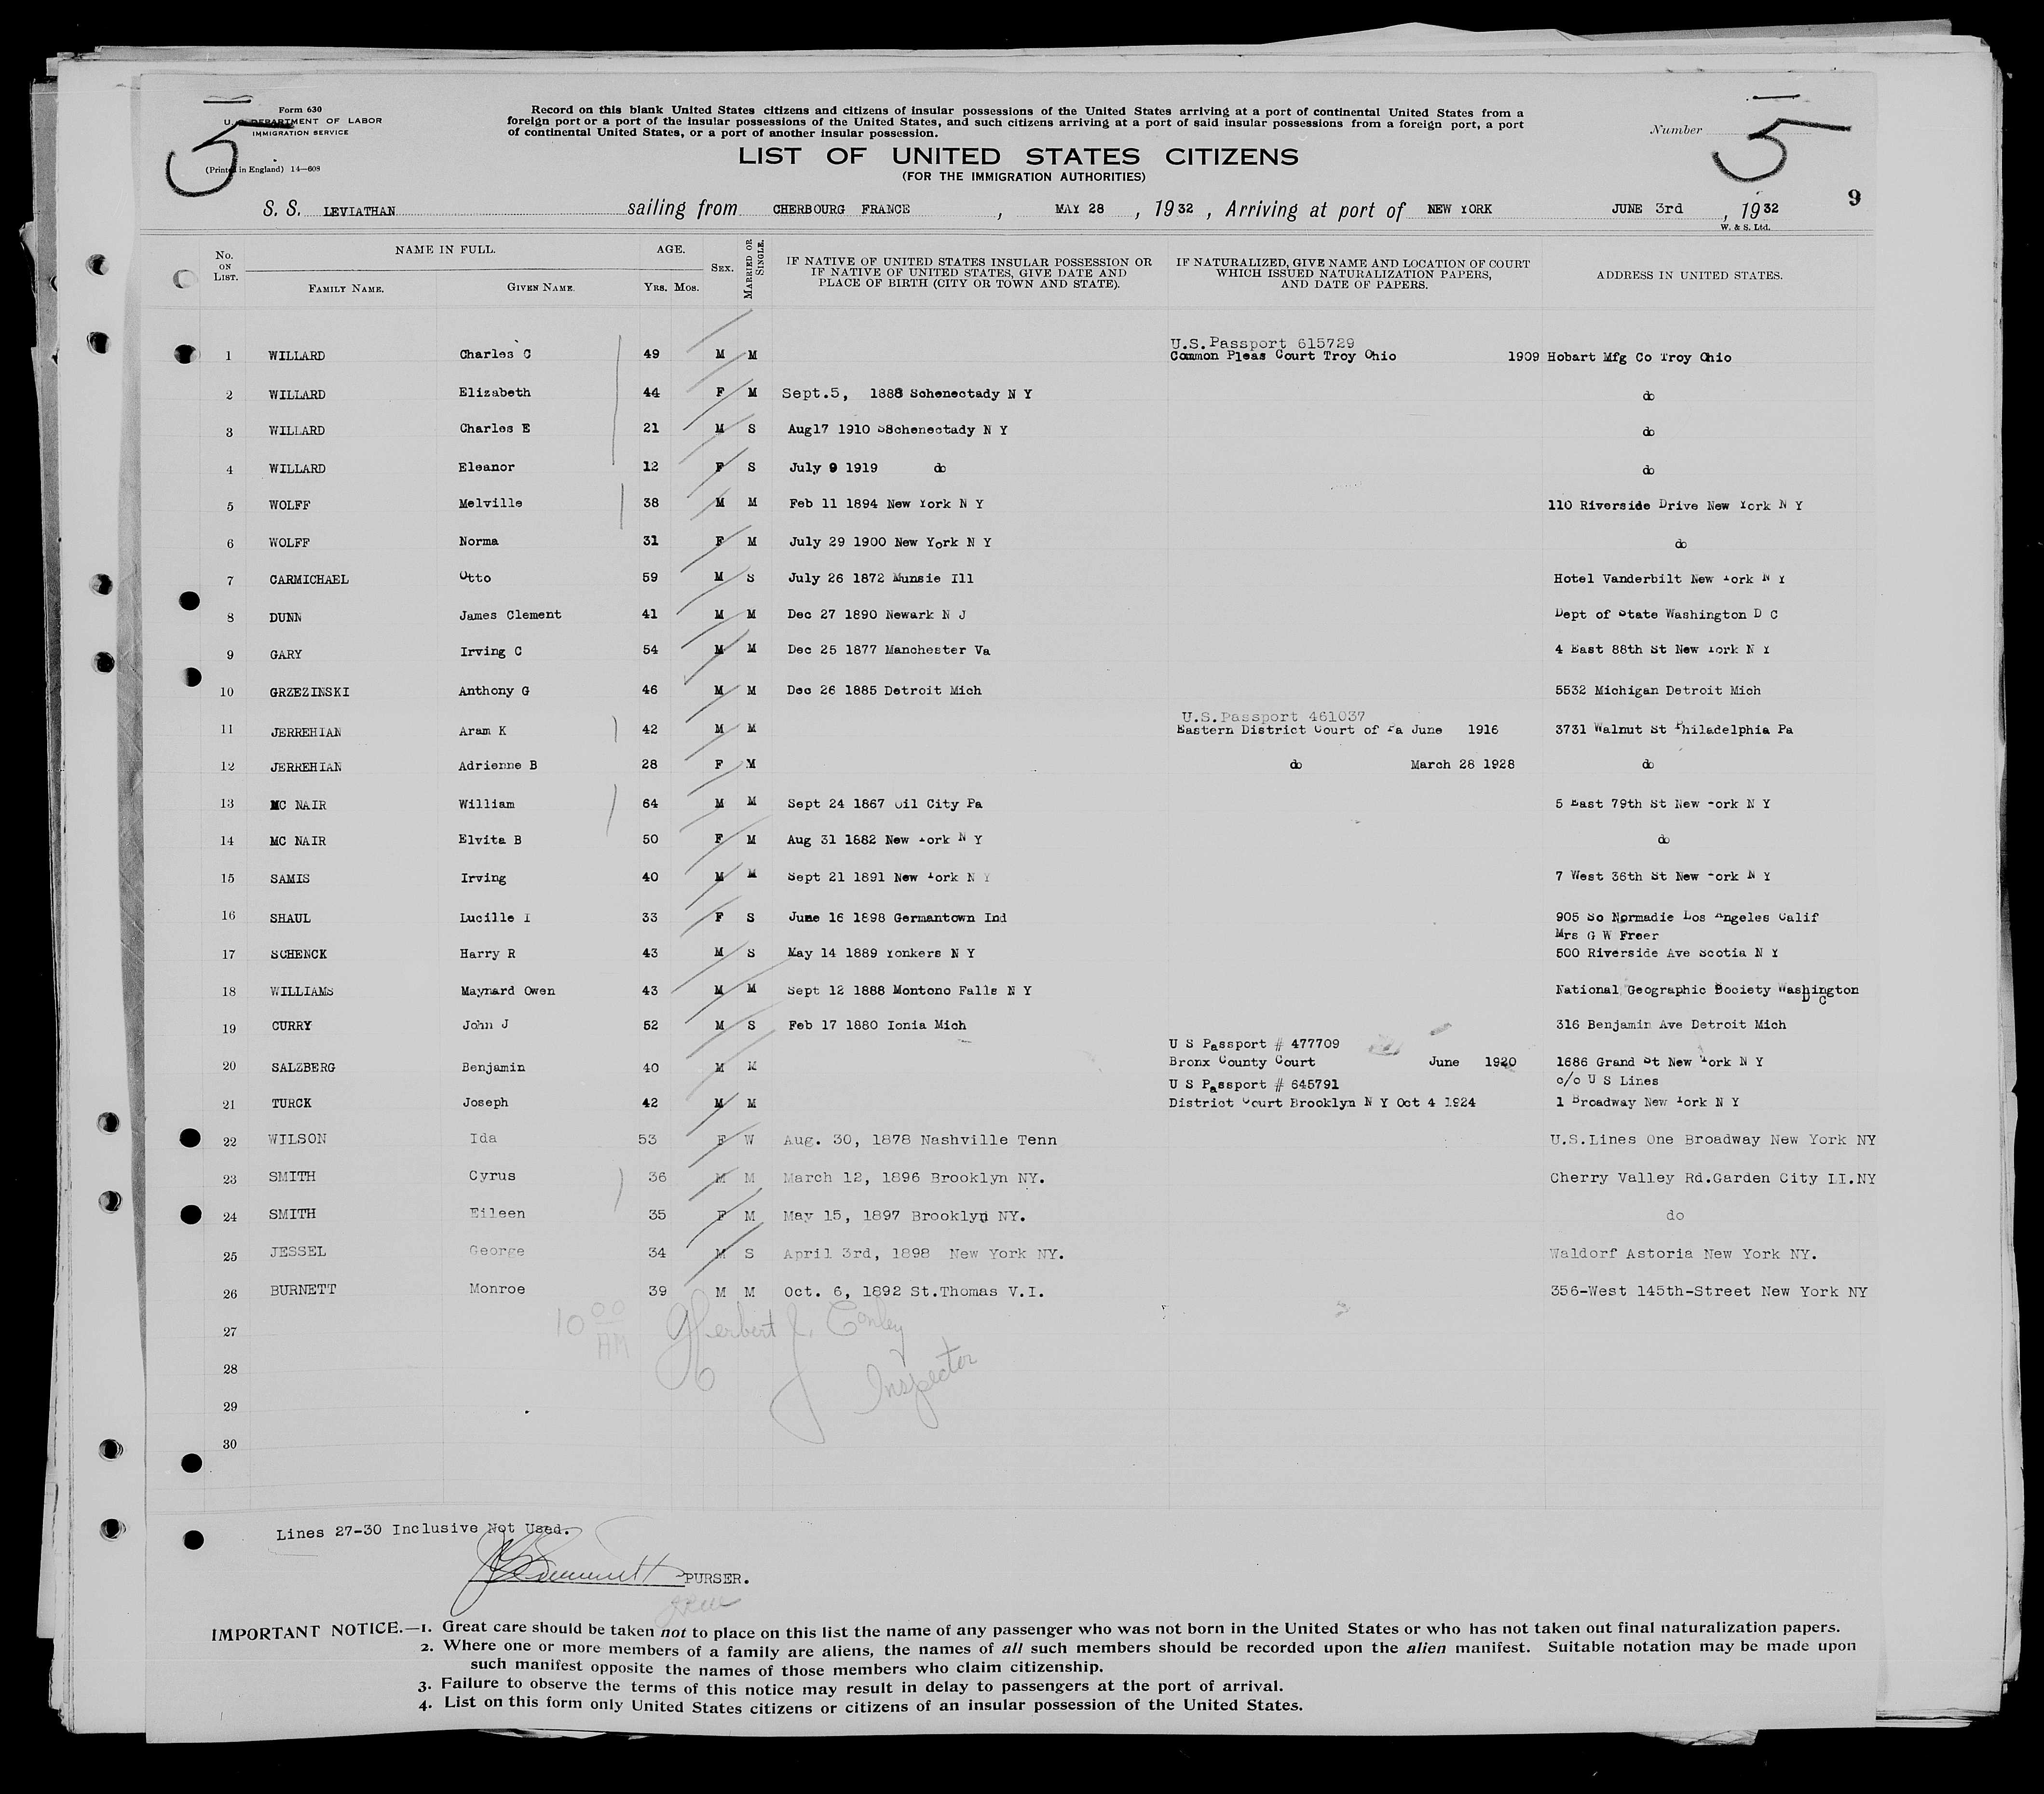 5
Form 630
U. S. DEPARTMENT OF LABOR
IMMIGRATION SERVICE
(Printed in England) 14—608
Record on this blank United States citizens and citizens of insular possessions of the United States arriving at a port of continental United States from a
foreign port or a port of the insular possessions of the United States, and such citizens arriving at a port of said insular possessions from a foreign port, a port
of continental United States, or a port of another insular possession.
Number 5
LIST OF UNITED STATES CITIZENS
(FOR THE IMMIGRATION AUTHORITIES)
9
S. S. LEVIATHAN sailing from CHERBOURG FRANCE, MAY 28, 1932, Arriving at port of NEW YORK JUNE 3rd, 1932
W. & S. Ltd.
No. ON LIST. NAME IN FULL. FAMILY NAME. GIVEN NAME. AGE. YRS. MOS. SEX. MARRIED OR SINGLE. IF NATIVE OF UNITED STATES INSULAR POSSESSION OR IF NATIVE OF UNITED STATES, GIVE DATE AND PLACE OF BIRTH (CITY OR TOWN AND STATE). IF NATURALIZED, GIVE NAME AND LOCATION OF COURT WHICH ISSUED NATURALIZATION PAPERS, AND DATE OF PAPERS. ADDRESS IN UNITED STATES.
U.S.Passport 615729
1 WILLARD Charles C 49 M M Common Pleas Court Troy Ohio 1909 Hobart Mfg Co Troy Ohio
2 WILLARD Elizabeth 44 F M Sept.5, 1888 Schenectady N Y do
3 WILLARD Charles E 21 M S Aug17 1910 SSchenectady N Y do
4 WILLARD Eleanor 12 F S July 9 1919 do do
5 WOLFF Melville 38 M M Feb 11 1894 New York N Y 110 Riverside Drive New York N Y
6 WOLFF Norma 31 F M July 29 1900 New York N Y do
7 CARMICHAEL Otto 59 M S July 26 1872 Munsie Ill Hotel Vanderbilt New York N Y
8 DUNN James Clement 41 M M Dec 27 1890 Newark N J Dept of State Washington D C
9 GARY Irving C 54 M M Dec 25 1877 Manchester Va 4 East 88th St New York N Y
10 GRZEZINSKI Anthony G 46 M M Dec 26 1885 Detroit Mich 5532 Michigan Detroit Mich
U.S.Passport 461037
11 JERREHIAN Aram K 42 M M Eastern District Court of Pa June 1916 3731 Walnut St Philadelphia Pa
12 JERREHIAN Adrienne B 28 F M do March 28 1928 do
13 MC NAIR William 64 M M Sept 24 1867 Oil City Pa 5 East 79th St New York N Y
14 MC NAIR Elvita B 50 F M Aug 31 1882 New York N Y do
15 SAMIS Irving 40 M M Sept 21 1891 New York N Y 7 West 36th St New York N Y
16 SHAUL Lucille I 33 F S June 16 1898 Germantown Ind 905 So Normadie Los Angeles Calif
Mrs G W Freer
17 SCHENCK Harry R 43 M S May 14 1889 Yonkers N Y 500 Riverside Ave Scotia N Y
18 WILLIAMS Maynard Owen 43 M M Sept 12 1888 Montono Falls N Y National Geographic Bociety Washington
D C
19 CURRY John J 52 M S Feb 17 1880 Ionia Mich 316 Benjamin Ave Detroit Mich
U S Passport # 477709
20 SALZBERG Benjamin 40 M M Bronx County Court June 1920 1686 Grand St New York N Y
U S Passport # 645791 c/o U S Lines
21 TURCK Joseph 42 M M District Court Brooklyn N Y Oct 4 1924 1 Broadway New York N Y
22 WILSON Ida 53 F W Aug. 30, 1878 Nashville Tenn U.S.Lines One Broadway New York NY
23 SMITH Cyrus 36 M M March 12, 1896 Brooklyn NY. Cherry Valley Rd.Garden City LI.NY
24 SMITH Eileen 35 F M May 15, 1897 Brooklyn NY. do
25 JESSEL George 34 M S April 3rd, 1898 New York NY. Waldorf Astoria New York NY.
26 BURNETT Monroe 39 M M Oct. 6, 1892 St.Thomas V.I. 356-West 145th-Street New York NY
27
10 00 AM Herbert J. Conley
28
Inspector
29
30
Lines 27-30 Inclusive Not Used.
PURSER.
IMPORTANT NOTICE.—1. Great care should be taken not to place on this list the name of any passenger who was not born in the United States or who has not taken out final naturalization papers.
2. Where one or more members of a family are aliens, the names of all such members should be recorded upon the alien manifest. Suitable notation may be made upon
such manifest opposite the names of those members who claim citizenship.
3. Failure to observe the terms of this notice may result in delay to passengers at the port of arrival.
4. List on this form only United States citizens or citizens of an insular possession of the United States.